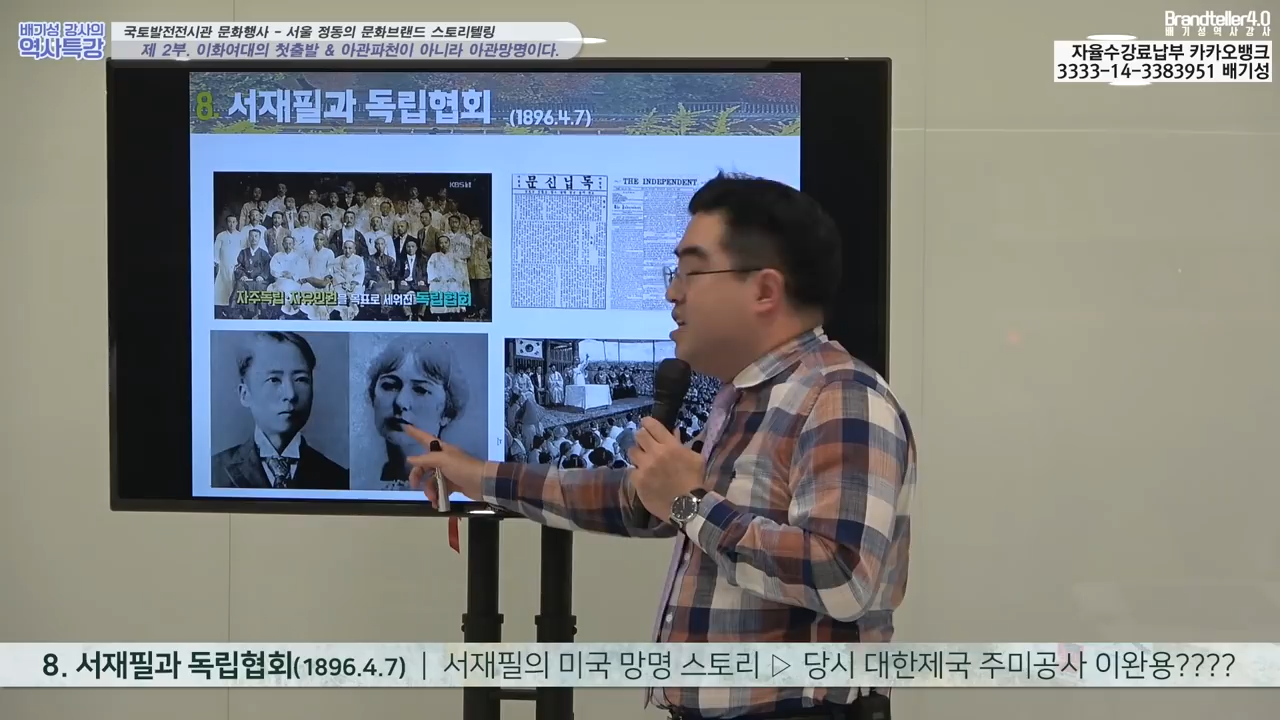 배기성 강사의
역사특강
국토발전전시관 문화행사 - 서울 정동의 문화브랜드 스토리텔링
제 2부. 이화여대의 첫출발 & 아관파천이 아니라 아관망명이다.
Brandteller4.0
배기성역사강사
자율수강료납부 카카오뱅크
3333-14-3383951 배기성
8. 서재필과 독립협회 (1896.4.7)
KBS
자주독립 자유민권을 목표로 세워진 독립협회
문신닙독
THE INDEPENDENT
8. 서재필과 독립협회(1896.4.7) | 서재필의 미국 망명 스토리 ▷ 당시 대한제국 주미공사 이완용????